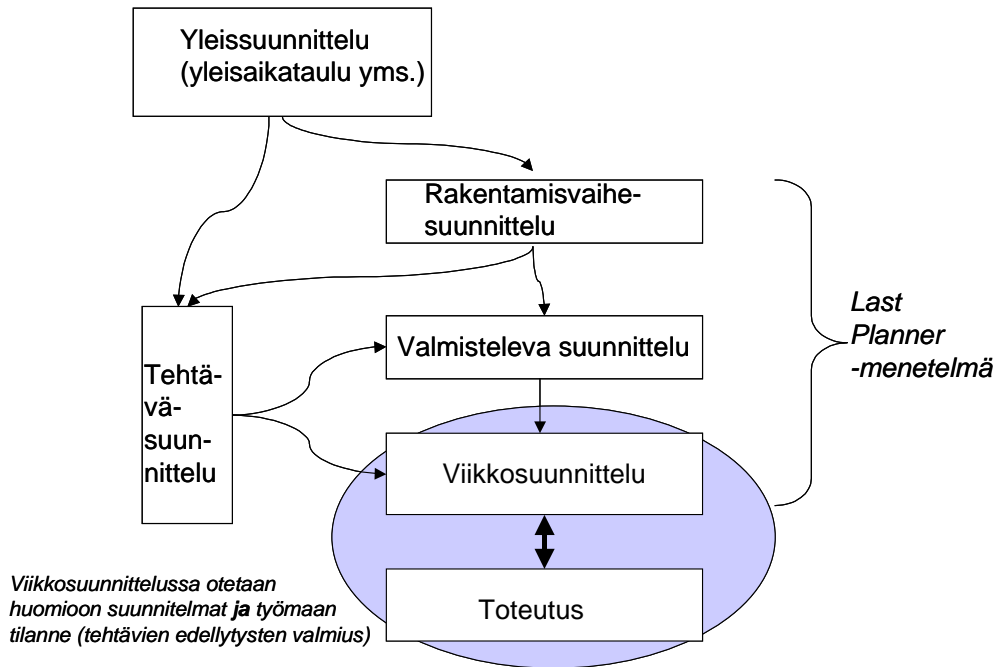 Yleissuunnittelu
(yleisaikataulu yms.)
Rakentamisvaihe-
suunnittelu
Last
Planner
-menetelmä
Valmisteleva suunnittelu
Tehtä-
vä-
suun-
nittelu
Viikkosuunnittelu
Toteutus
Viikkosuunnittelussa otetaan
huomioon suunnitelmat ja työmaan
tilanne (tehtävien edellytysten valmius)